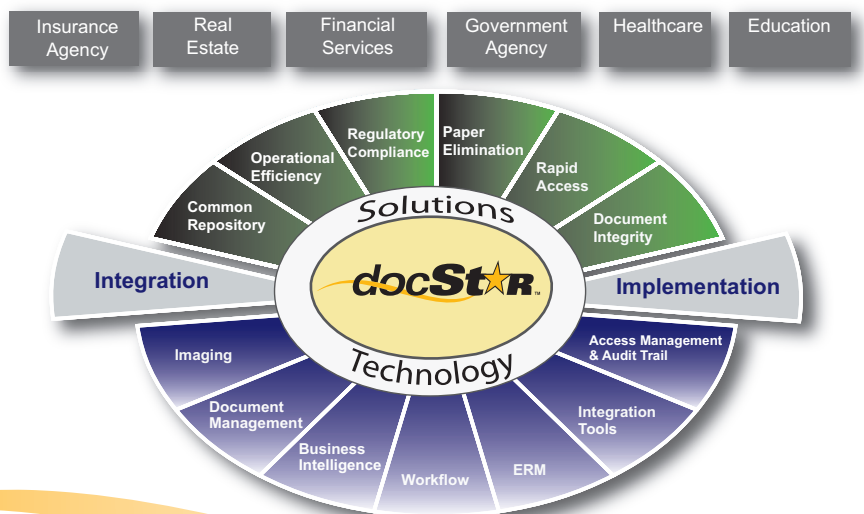 Insurance
Agency
Real
Estate
Financial
Services
Government
Agency
Healthcare
Education
Regulatory
Compliance
Paper
Elimination
Operational
Efficiency
Rapid
Access
Common
Repository
Document
Integrity
Solutions
Integration
docStar™
Implementation
Technology
Imaging
Access Management
& Audit Trail
Document
Management
Integration
Tools
Business
Intelligence
Workflow
ERM